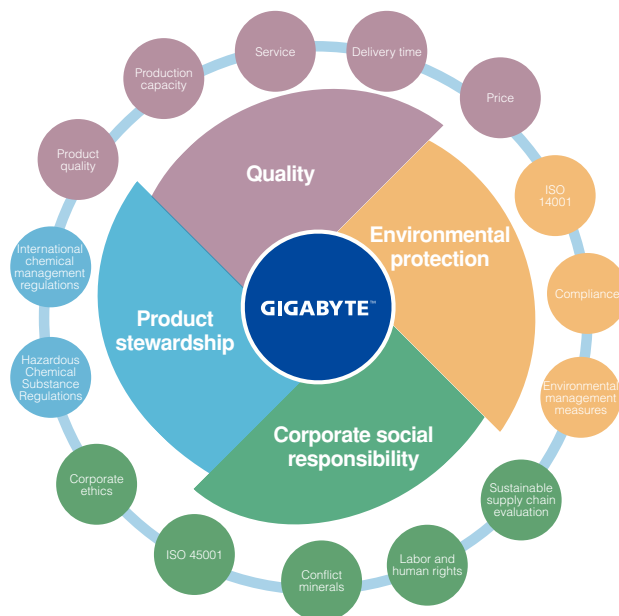 Service
Delivery time
Production
capacity
Price
Product
quality
Quality
ISO
14001
Environmental
protection
International
chemical
management
regulations
GIGABYTE™
Compliance
Product
stewardship
Hazardous
Chemical
Substance
Regulations
Environmental
management
measures
Corporate social
responsibility
Corporate
ethics
Sustainable
supply chain
evaluation
ISO 45001
Conflict
minerals
Labor and
human rights